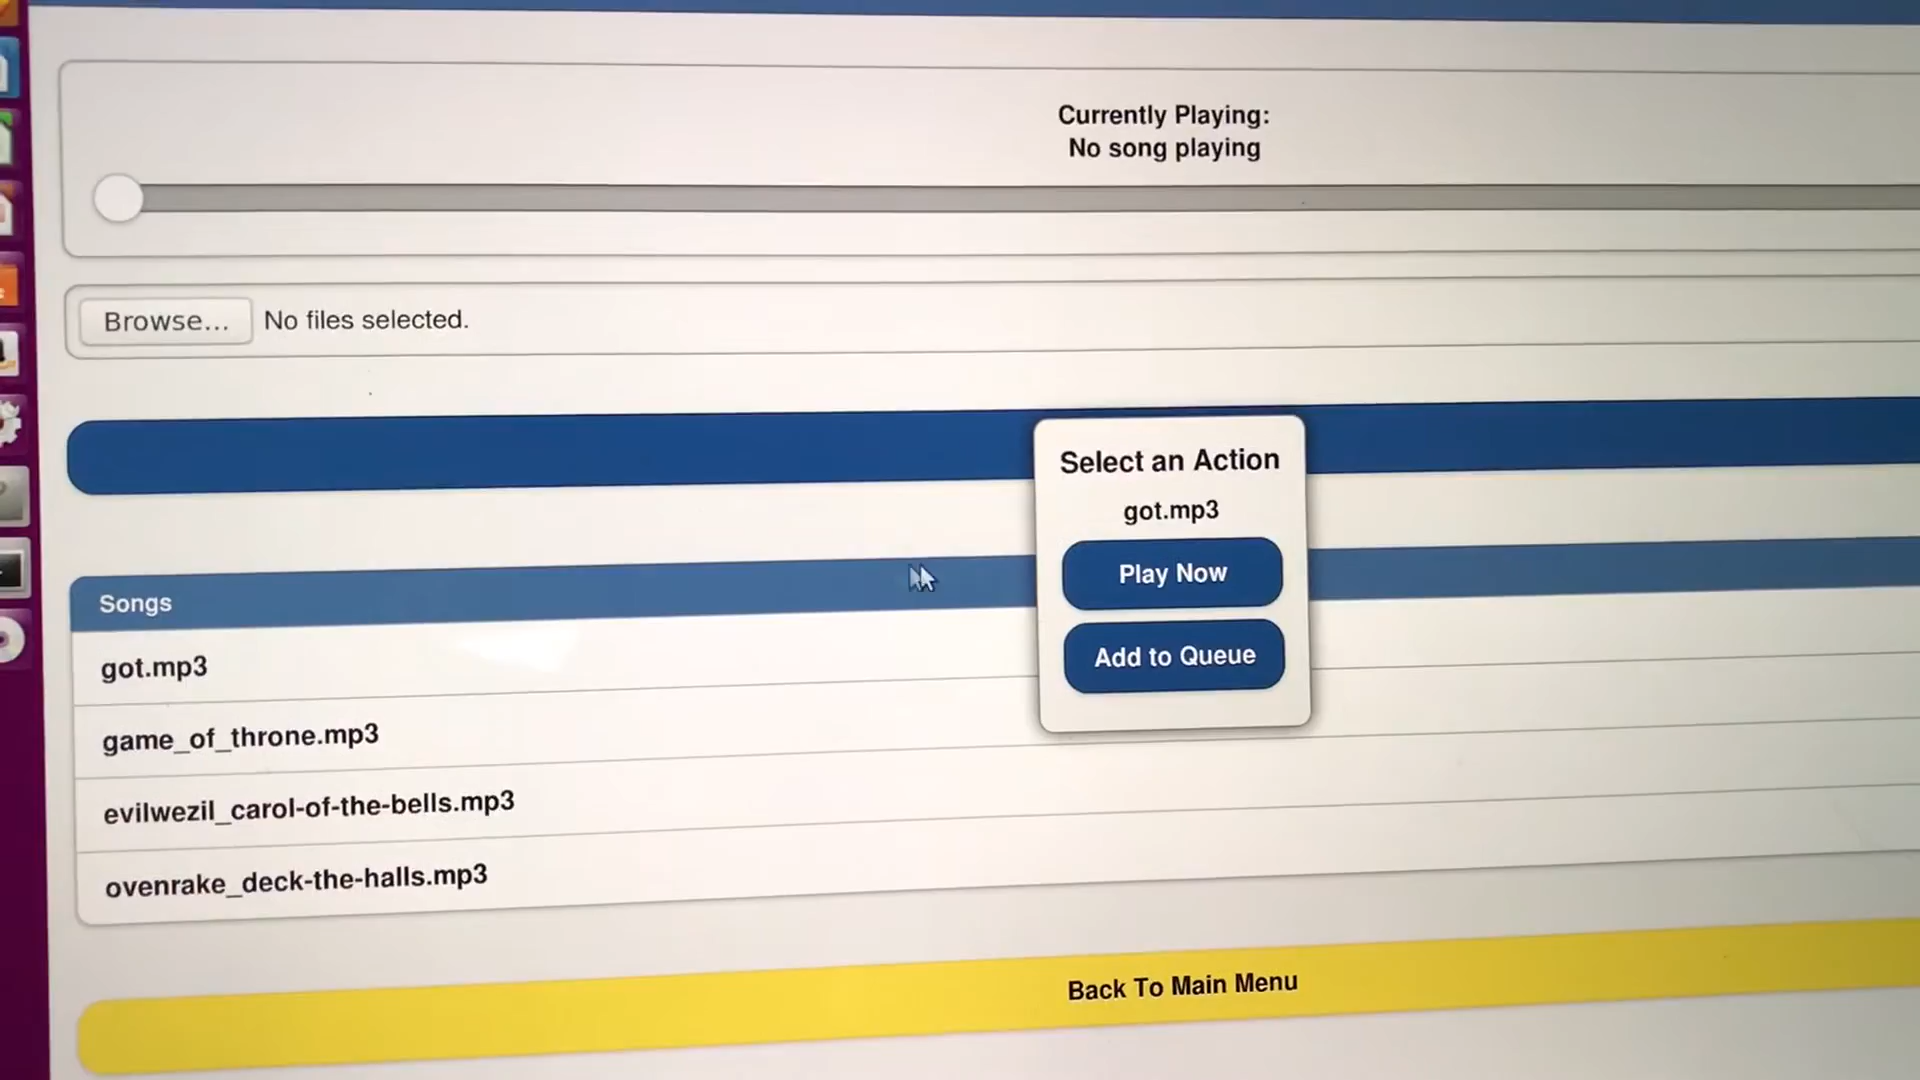 Currently Playing:
No song playing
Browse... No files selected.
Select an Action
got.mp3
Play Now
Add to Queue
Songs
got.mp3
game_of_throne.mp3
evilwezil_carol-of-the-bells.mp3
ovenrake_deck-the-halls.mp3
Back To Main Menu